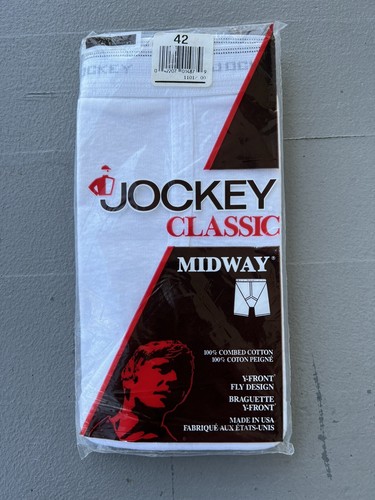 42
JOCKEY
JOCKEY
CLASSIC
MIDWAY®
100% COMBED COTTON
100% COTON PEIGNÉ
Y-FRONT
FLY DESIGN
BRAGUETTE
Y-FRONT
MADE IN USA
FABRIQUÉ AUX ÉTATS-UNIS